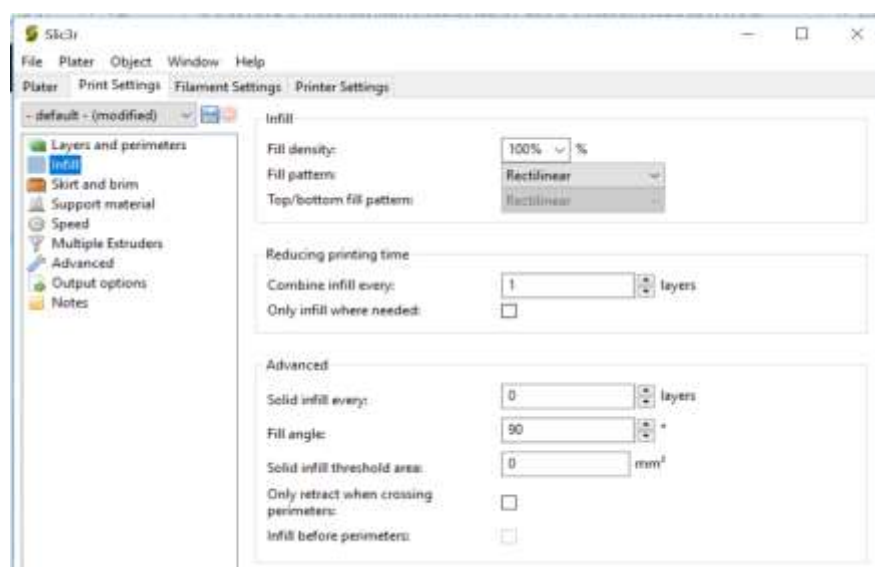 Slic3r
File Plater Object Window Help
Plater Print Settings Filament Settings Printer Settings
- default - (modified)
Layers and perimeters
Infill
Skirt and brim
Support material
Speed
Multiple Extruders
Advanced
Output options
Notes
Infill
Fill density: 100% %
Fill pattern: Rectilinear
Top/bottom fill pattern: Rectilinear
Reducing printing time
Combine infill every: 1 layers
Only infill where needed:
Advanced
Solid infill every: 0 layers
Fill angle: 90 °
Solid infill threshold area: 0 mm²
Only retract when crossing
perimeters:
Infill before perimeters: